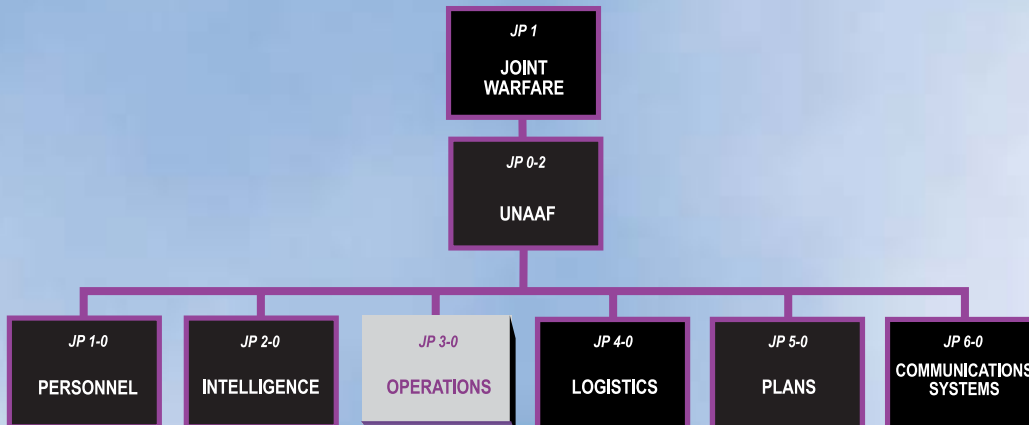 JP 1
JOINT
WARFARE
JP 0-2
UNAAF
JP 1-0
PERSONNEL
JP 2-0
INTELLIGENCE
JP 3-0
OPERATIONS
JP 4-0
LOGISTICS
JP 5-0
PLANS
JP 6-0
COMMUNICATIONS
SYSTEMS